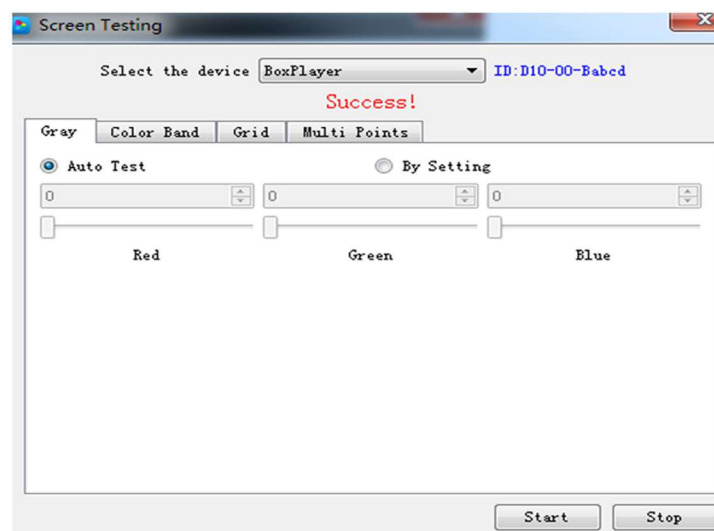 Screen Testing
Select the device BoxPlayer ID:D10-00-Babcd
Success!
Gray Color Band Grid Multi Points
Auto Test By Setting
0 0 0
Red Green Blue
Start Stop